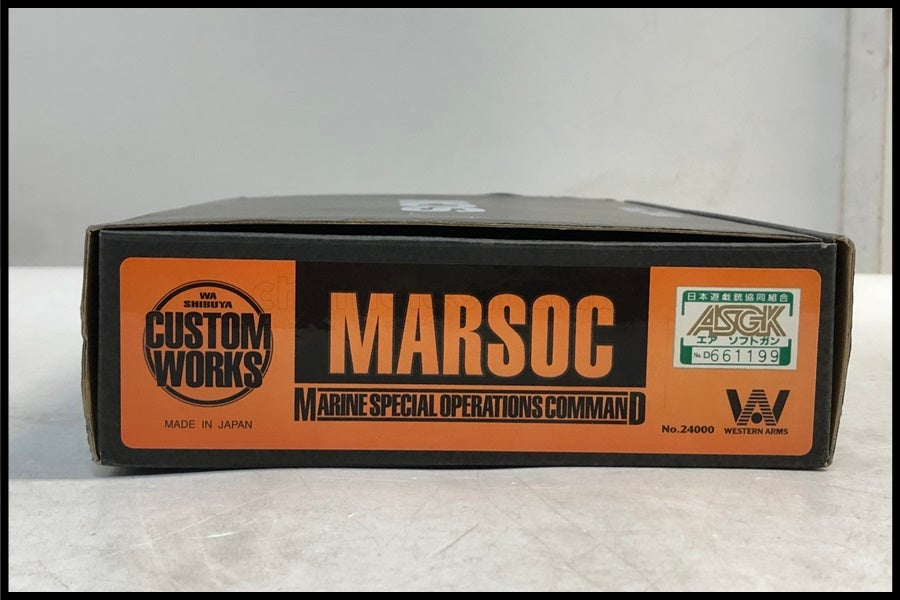 WA
SHIBUYA
CUSTOM
WORKS
MADE IN JAPAN
MARSOC
MARINE SPECIAL OPERATIONS COMMAND
日本遊戯銃協同組合
ASGK
エアソフトガン
No.D661199
No.24000
WESTERN ARMS